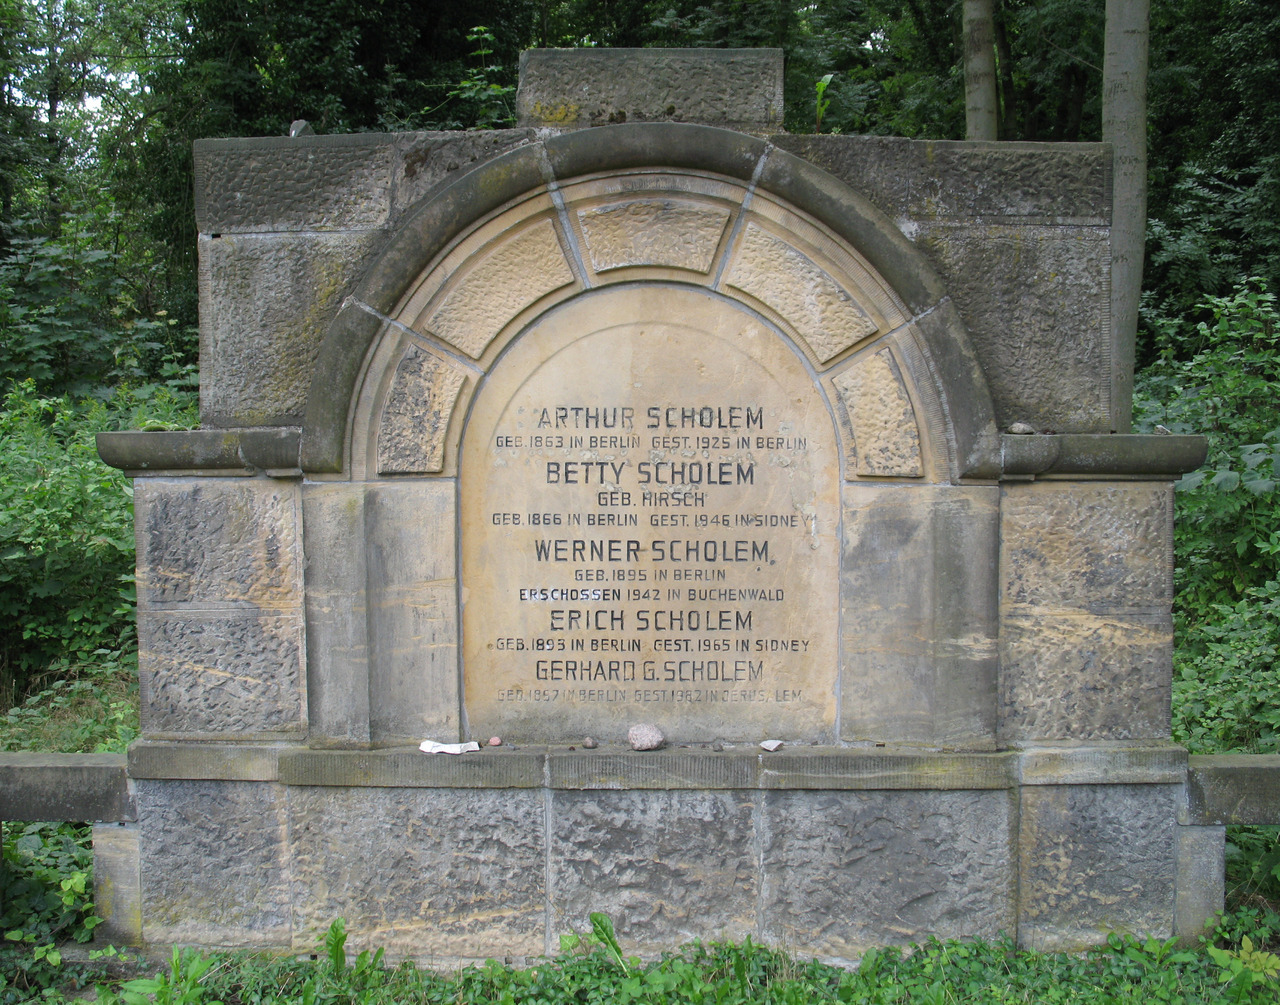 ARTHUR SCHOLEM
GEB. 1863 IN BERLIN GEST. 1925 IN BERLIN
BETTY SCHOLEM
GEB. HIRSCH
GEB. 1866 IN BERLIN GEST. 1946 IN SIDNEY
WERNER SCHOLEM
GEB. 1895 IN BERLIN
ERSCHOSSEN 1942 IN BUCHENWALD
ERICH SCHOLEM
GEB. 1893 IN BERLIN GEST. 1965 IN SIDNEY
GERHARD G. SCHOLEM
GEB. 1897 IN BERLIN GEST 1982 IN JERUSALEM